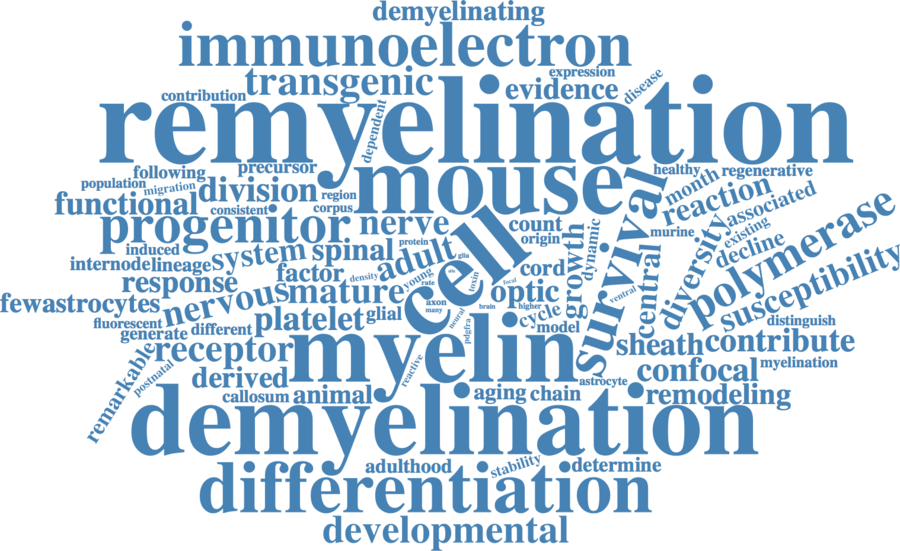 demyelinating
immunoelectron
transgenic
expression
evidence
disease
contribution
remyelination
dependent
following
precursor
healthy
regenerative
population
migration
division
region
mouse
month
functional
consistent
corpus
reaction
associated
progenitor
nerve
count
survival
murine
existing
polymerase
induced
system
spinal
protein
adult
glia
cell
origin
growth
dynamic
diversity
decline
internode
lineage
factor
density
young
rate
toxin
focal
cord
central
susceptibility
response
nervous
mature
optic
ventral
fewastrocytes
axon
many
brain
higher
fluorescent
platelet
glial
neural
pdgfra
cycle
model
distinguish
generate
different
remarkable
receptor
myelin
sheath
contribute
postnatal
derived
reactive
astrocyte
confocal
myelination
callosum
animal
aging
chain
remodeling
demyelination
adulthood
stability
determine
differentiation
developmental